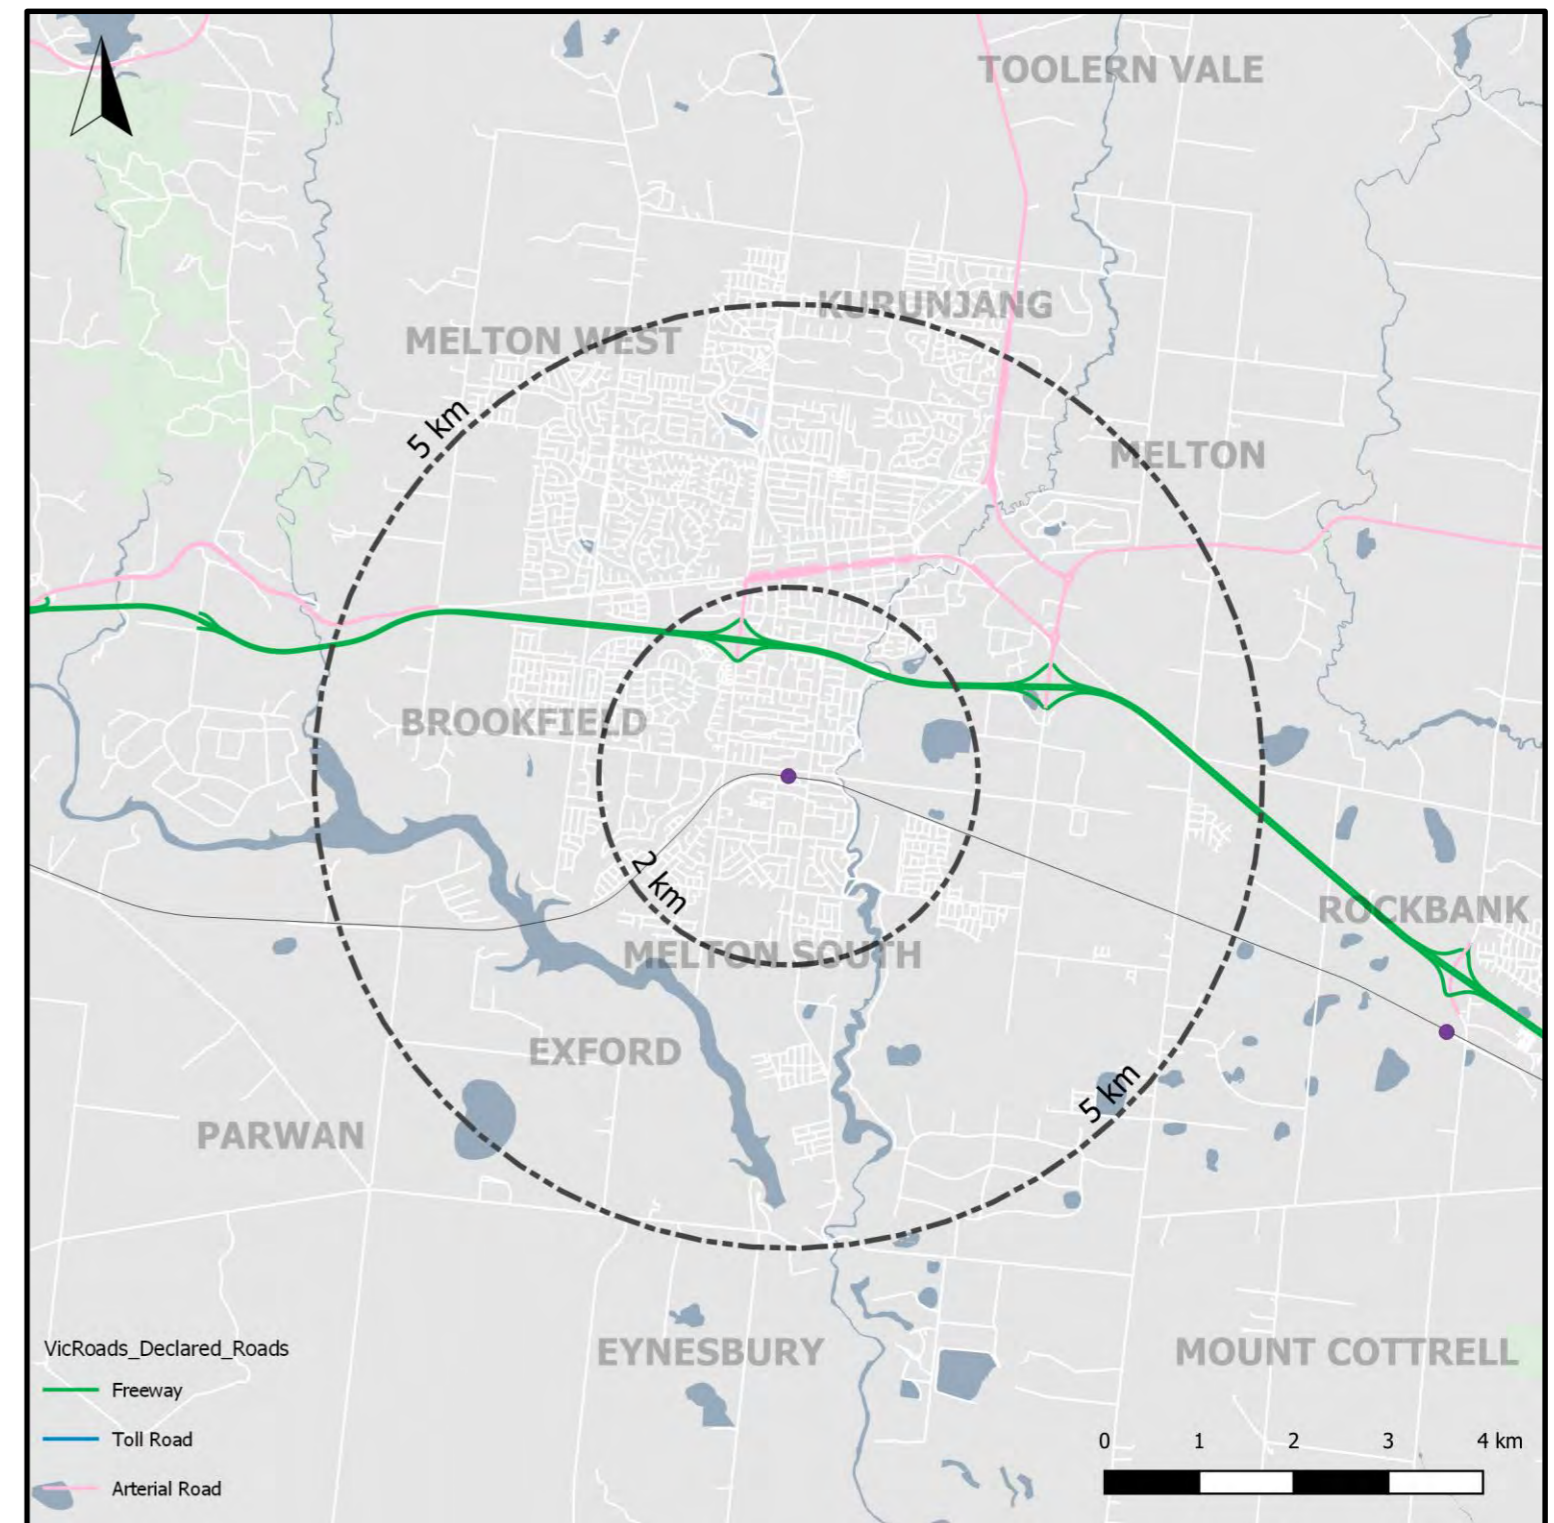 TOOLERN VALE
KURUNJANG
MELTON WEST
5 km
MELTON
BROOKFIELD
2 km
ROCKBANK
MELTON SOUTH
EXFORD
5 km
PARWAN
EYNESBURY
MOUNT COTTRELL
VicRoads_Declared_Roads
Freeway
Toll Road
Arterial Road
0 1 2 3 4 km